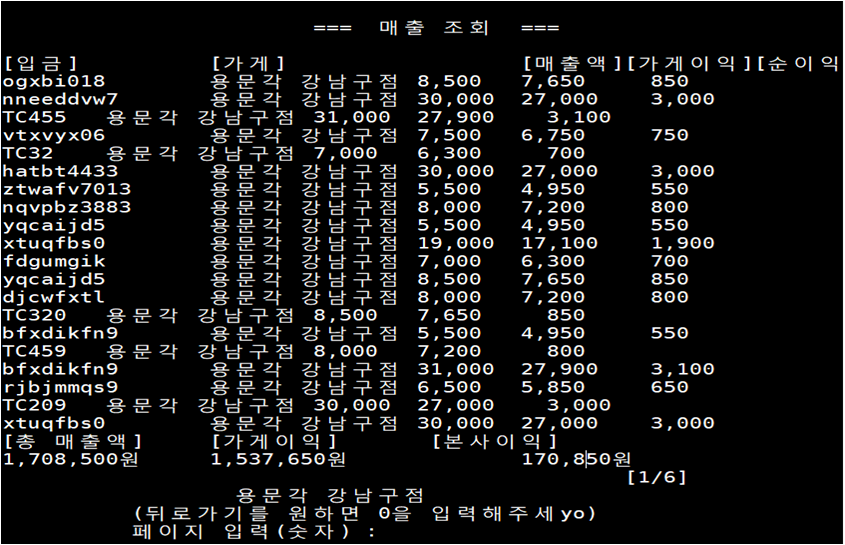 === 매출 조회 ===
[입금] [가게] [매출액][가게이익][순이익
ogxbi018 용문각 강남구점 8,500 7,650 850
nneeddvw7 용문각 강남구점 30,000 27,000 3,000
TC455 용문각 강남구점 31,000 27,900 3,100
vtxvyx06 용문각 강남구점 7,500 6,750 750
TC32 용문각 강남구점 7,000 6,300 700
hatbt4433 용문각 강남구점 30,000 27,000 3,000
ztwafv7013 용문각 강남구점 5,500 4,950 550
nqvpbz3883 용문각 강남구점 8,000 7,200 800
yqcaijd5 용문각 강남구점 5,500 4,950 550
xtuqfbs0 용문각 강남구점 19,000 17,100 1,900
fdgumgik 용문각 강남구점 7,000 6,300 700
yqcaijd5 용문각 강남구점 8,500 7,650 850
djcwfxtl 용문각 강남구점 8,000 7,200 800
TC320 용문각 강남구점 8,500 7,650 850
bfxdikfn9 용문각 강남구점 5,500 4,950 550
TC459 용문각 강남구점 8,000 7,200 800
bfxdikfn9 용문각 강남구점 31,000 27,900 3,100
rjbjmmqs9 용문각 강남구점 6,500 5,850 650
TC209 용문각 강남구점 30,000 27,000 3,000
xtuqfbs0 용문각 강남구점 30,000 27,000 3,000
[총 매출액] [가게이익] [본사이익]
1,708,500원 1,537,650원 170,850원
[1/6]
용문각 강남구점
(뒤로가기를 원하면 0을 입력해주세yo)
페이지 입력(숫자) :